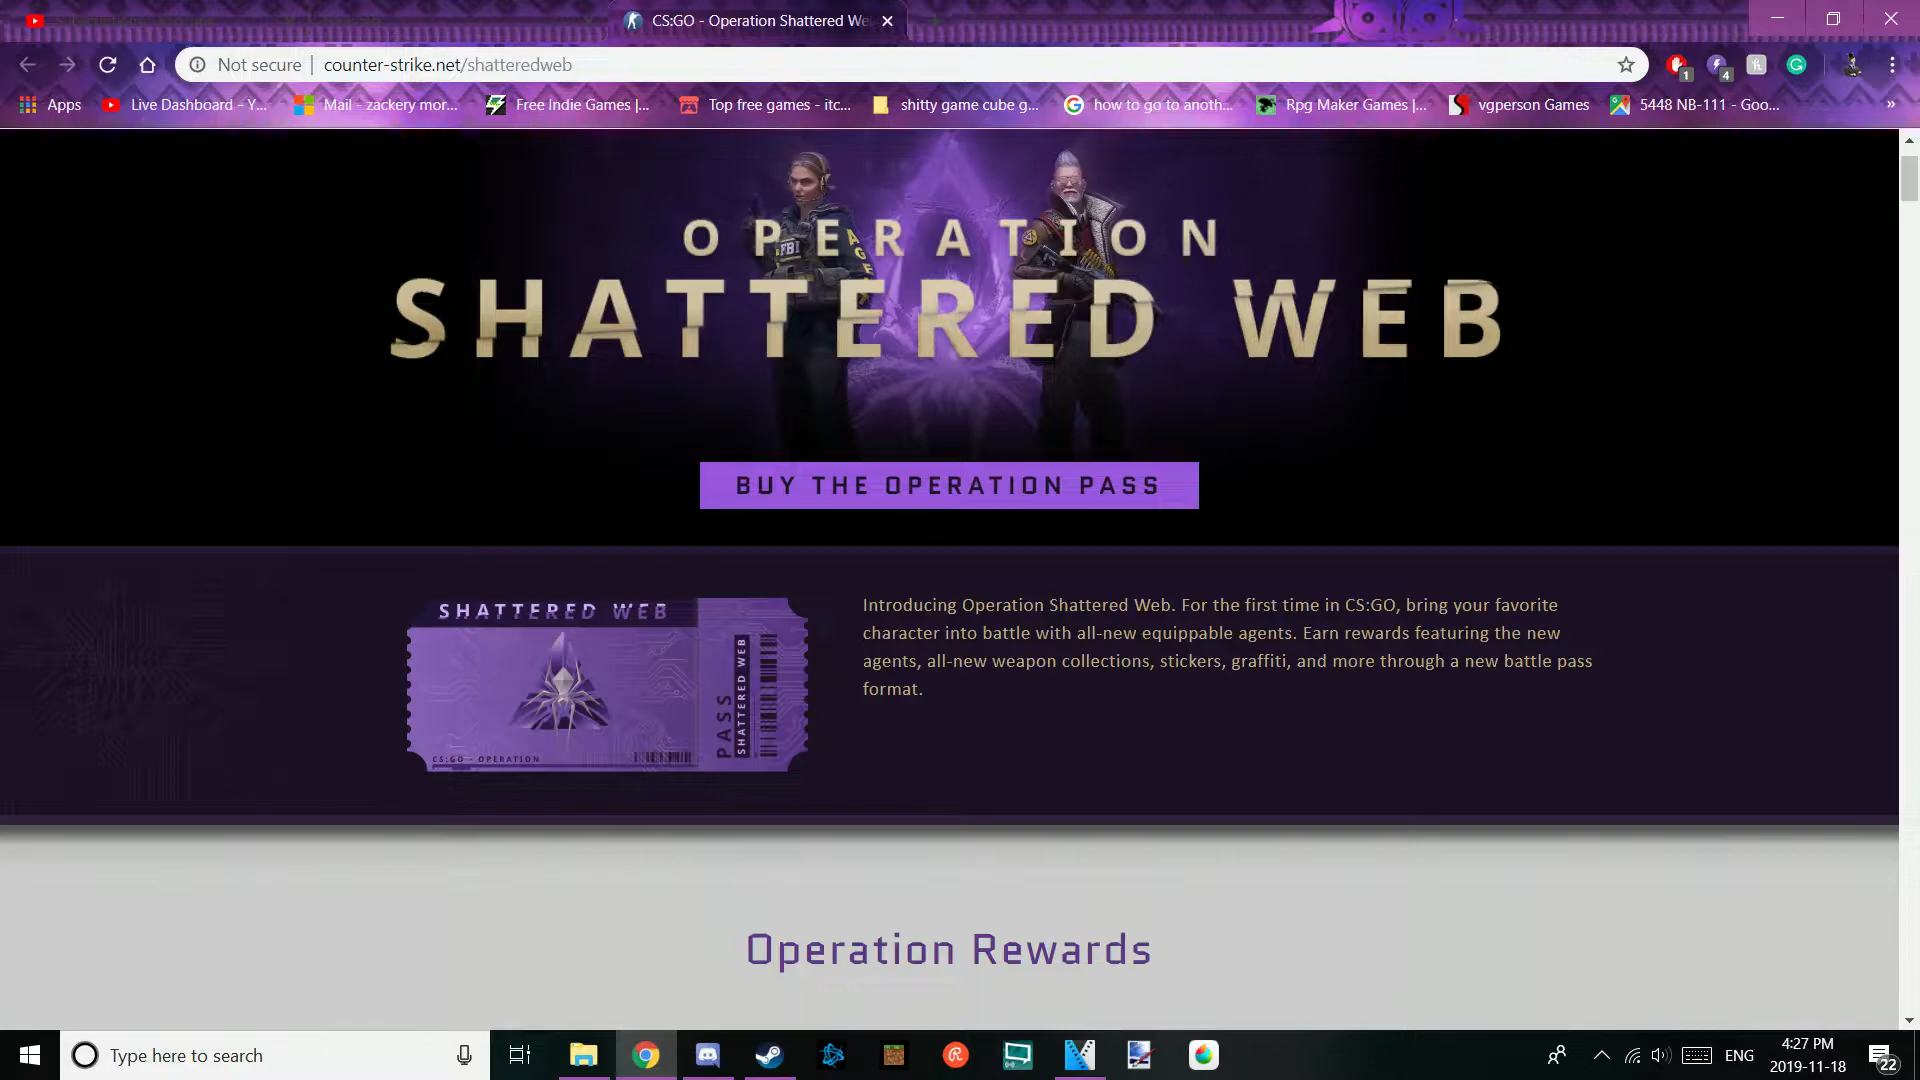 CS:GO - Operation Shattered We
Not secure
counter-strike.net/shatteredweb
1
4
Apps
Live Dashboard - Y...
Mail - zackery mor...
Free Indie Games |...
Top free games - itc...
shitty game cube g...
how to go to anoth...
Rpg Maker Games |...
vgperson Games
5448 NB-111 - Goo...
»
FBI
AGE
OPERATION
SHATTERED WEB
BUY THE OPERATION PASS
SHATTERED WEB
PASS
SHATTERED WEB
CS:GO - OPERATION
Introducing Operation Shattered Web. For the first time in CS:GO, bring your favorite
character into battle with all-new equippable agents. Earn rewards featuring the new
agents, all-new weapon collections, stickers, graffiti, and more through a new battle pass
format.
Operation Rewards
Type here to search
ENG
4:27 PM
2019-11-18
22